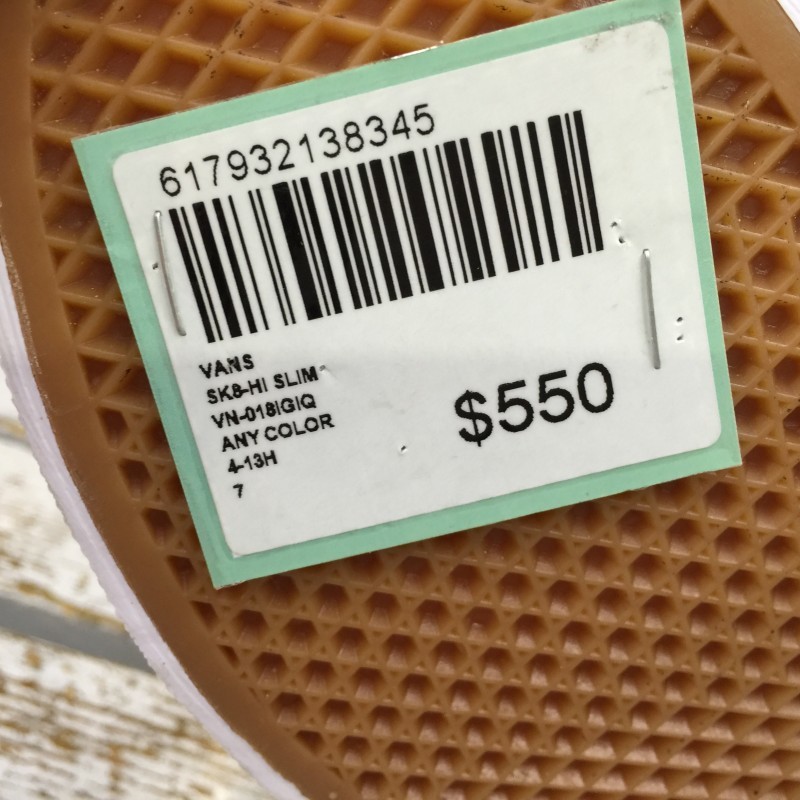 617932138345
VANS
SK8-HI SLIM
VN-018IGIQ
ANY COLOR
4-13H
7
$550